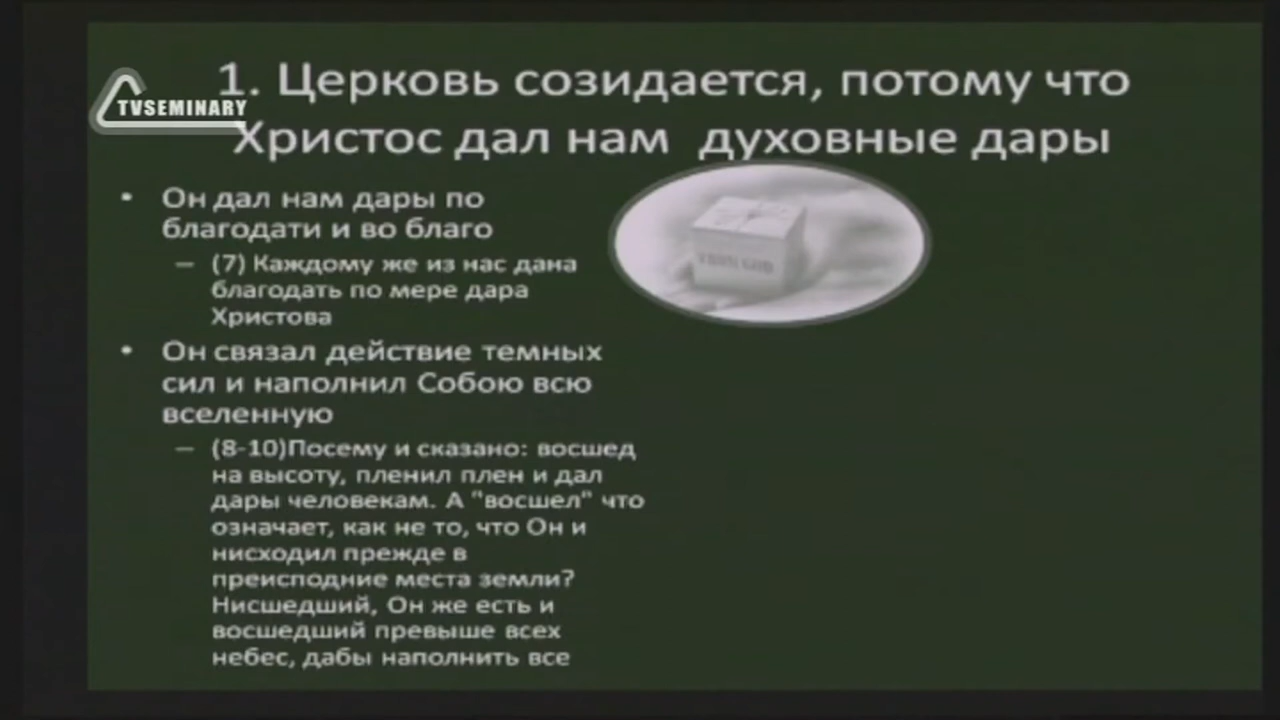 1. Церковь созидается, потому что
TVSEMINARY
Христос дал нам духовные дары
• Он дал нам дары по
благодати и во благо
– (7) Каждому же из нас дана
благодать по мере дара
Христова
• Он связал действие темных
сил и наполнил Собою всю
вселенную
– (8-10)Посему и сказано: восшед
на высоту, пленил плен и дал
дары человекам. А "восшел" что
означает, как не то, что Он и
нисходил прежде в
преисподние места земли?
Нисшедший, Он же есть и
восшедший превыше всех
небес, дабы наполнить все